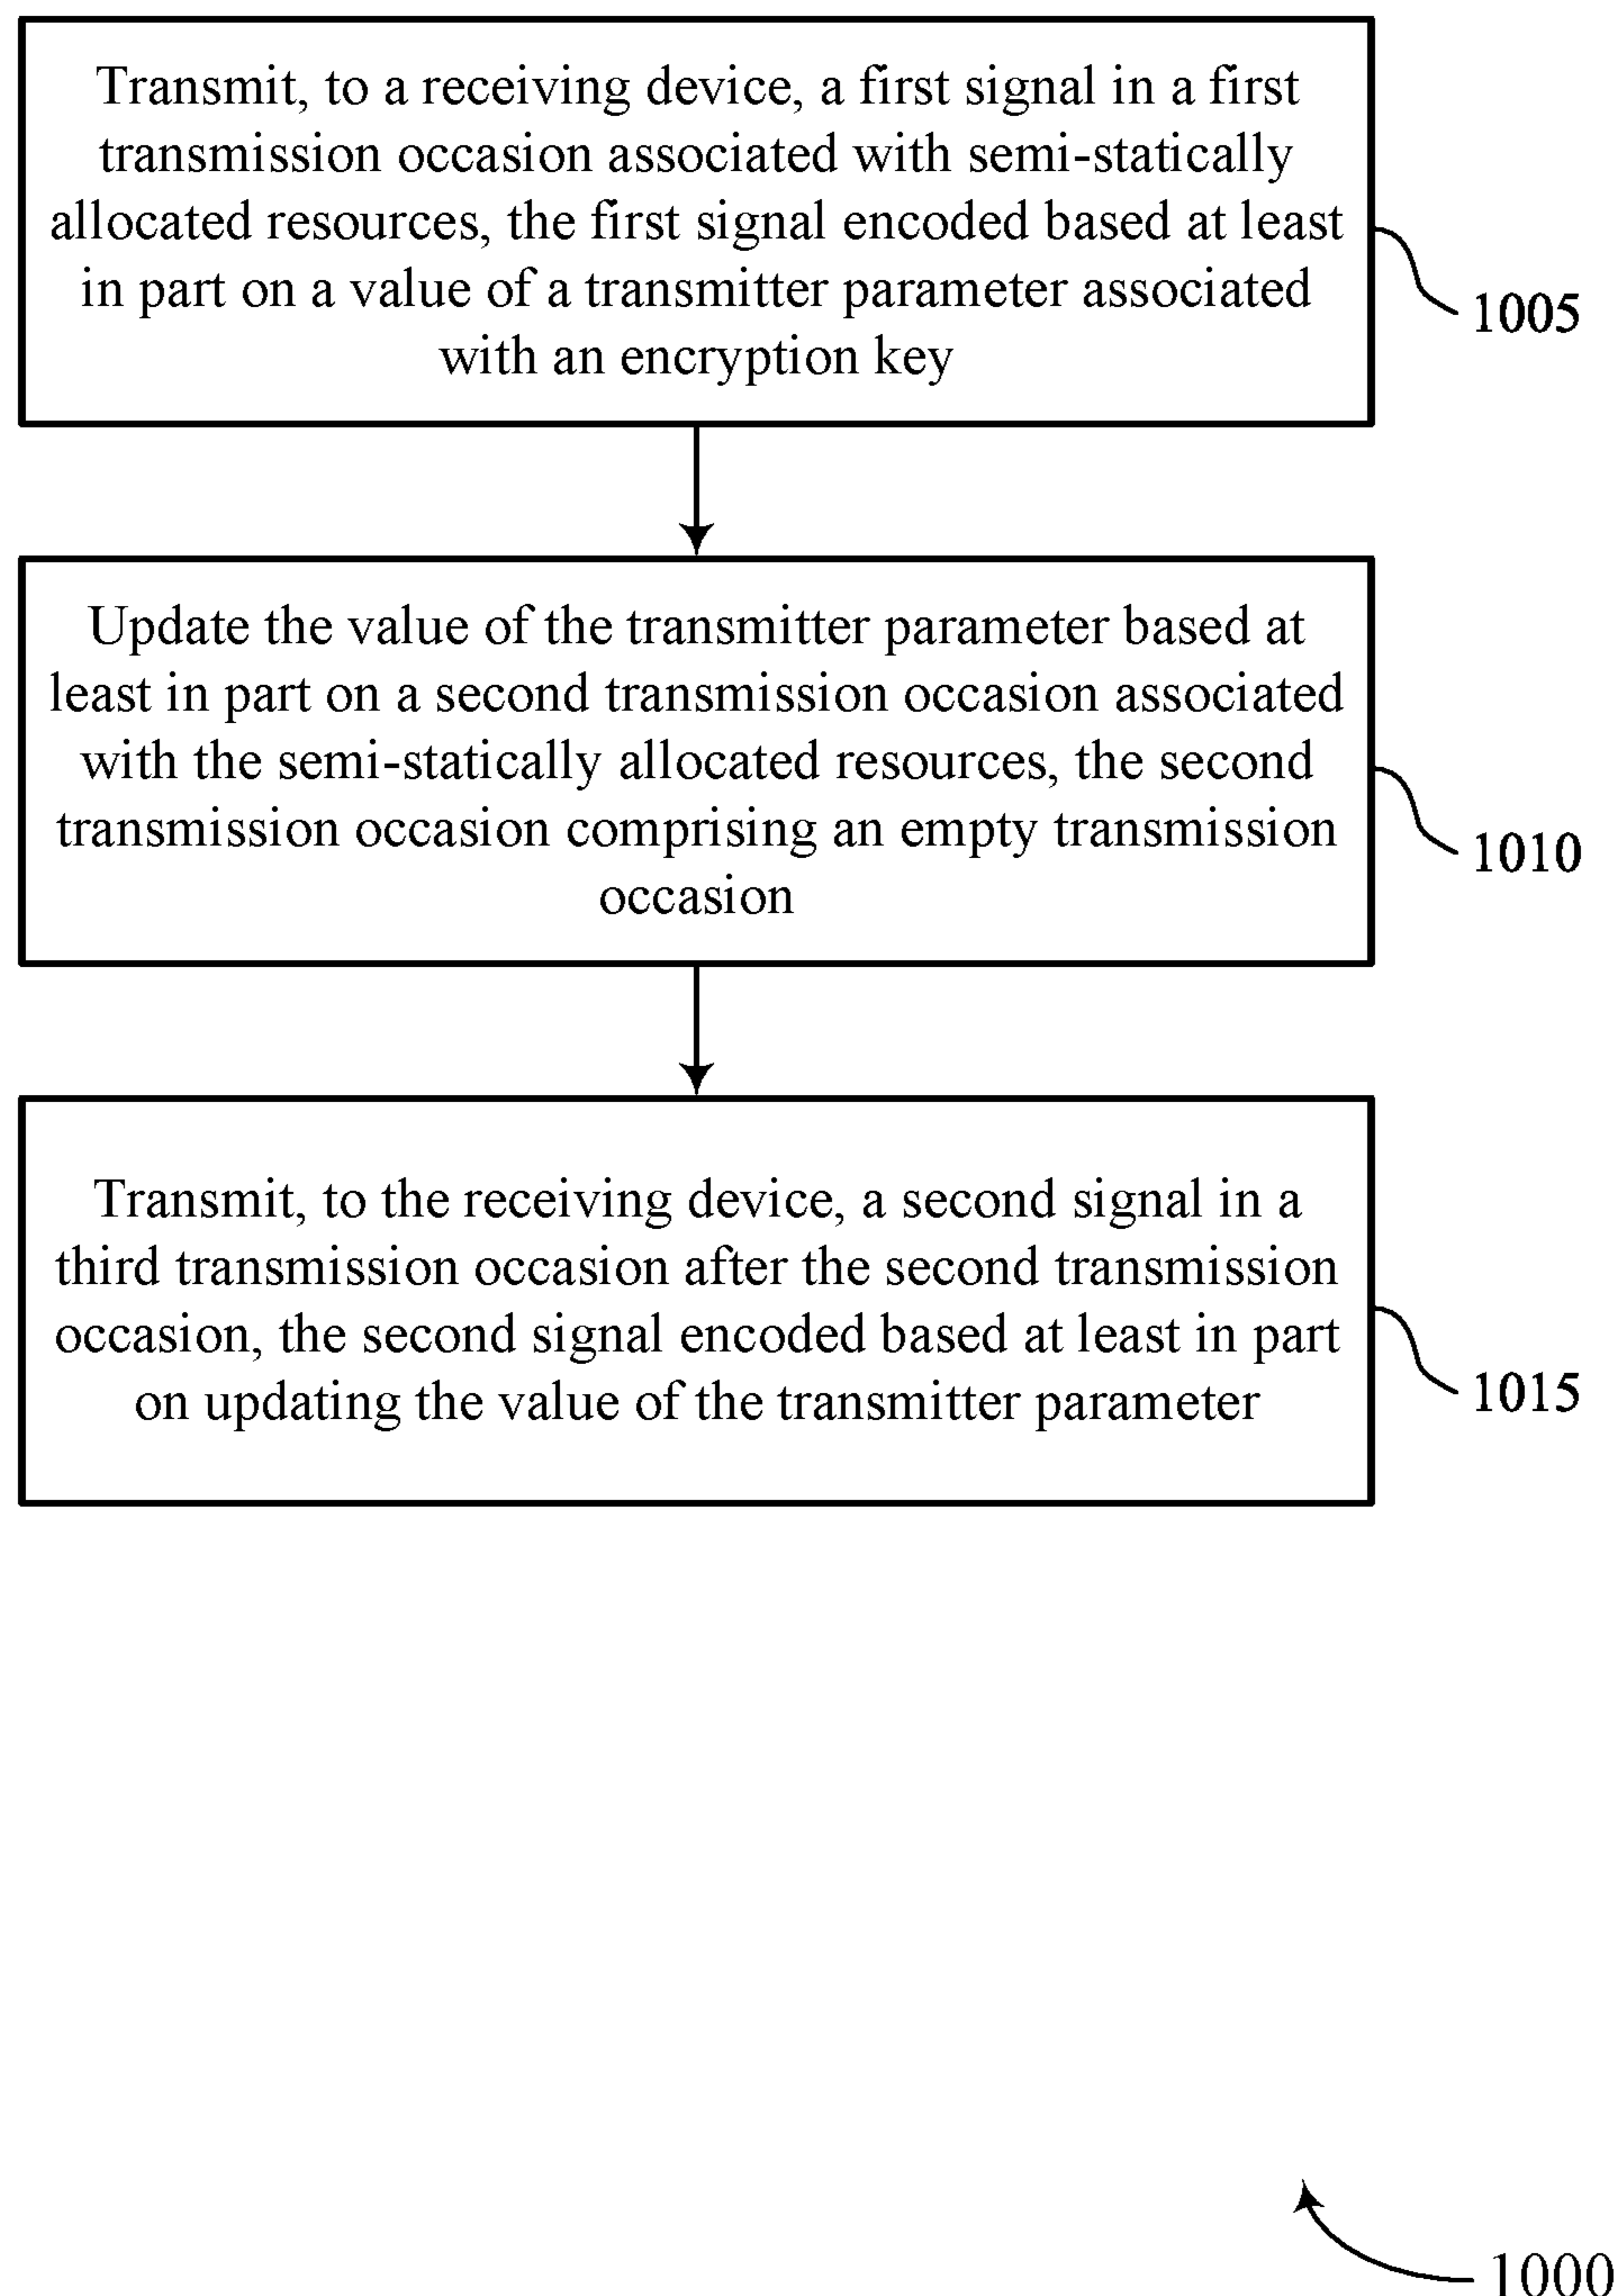 Transmit, to a receiving device, a first signal in a first
transmission occasion associated with semi-statically
allocated resources, the first signal encoded based at least
in part on a value of a transmitter parameter associated
with an encryption key
1005
Update the value of the transmitter parameter based at
least in part on a second transmission occasion associated
with the semi-statically allocated resources, the second
transmission occasion comprising an empty transmission
occasion
1010
Transmit, to the receiving device, a second signal in a
third transmission occasion after the second transmission
occasion, the second signal encoded based at least in part
on updating the value of the transmitter parameter
1015
1000